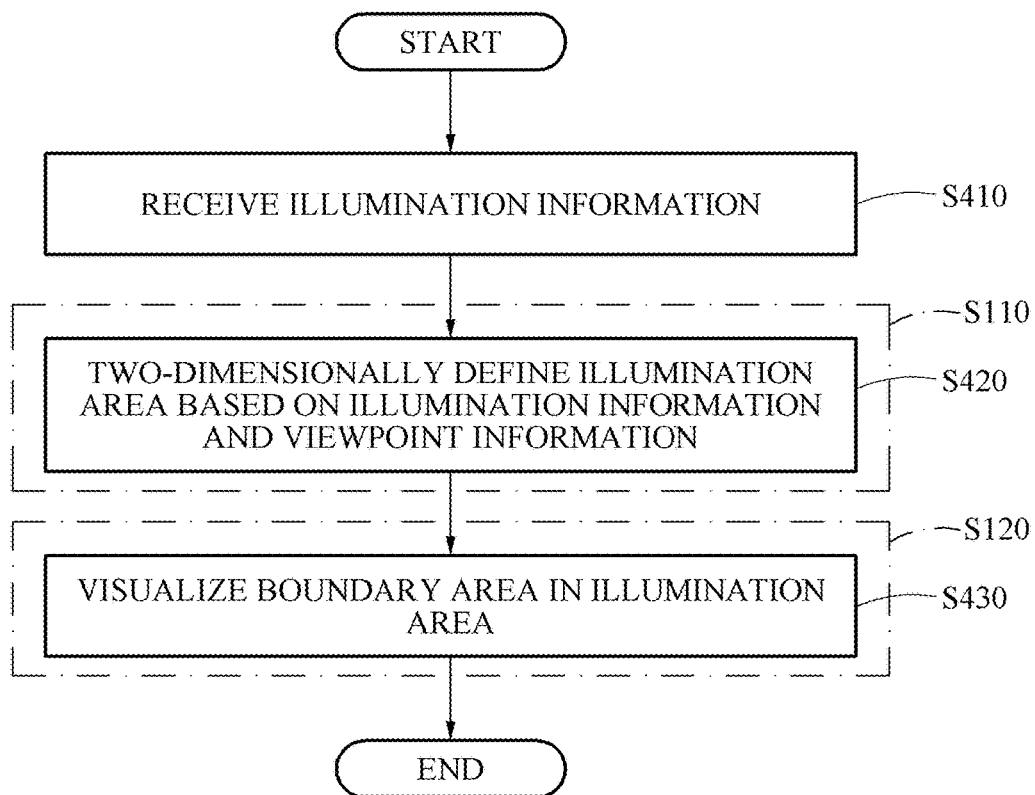 START
RECEIVE ILLUMINATION INFORMATION
S410
S110
TWO-DIMENSIONALLY DEFINE ILLUMINATION
AREA BASED ON ILLUMINATION INFORMATION
AND VIEWPOINT INFORMATION
S420
S120
VISUALIZE BOUNDARY AREA IN ILLUMINATION
AREA
S430
END